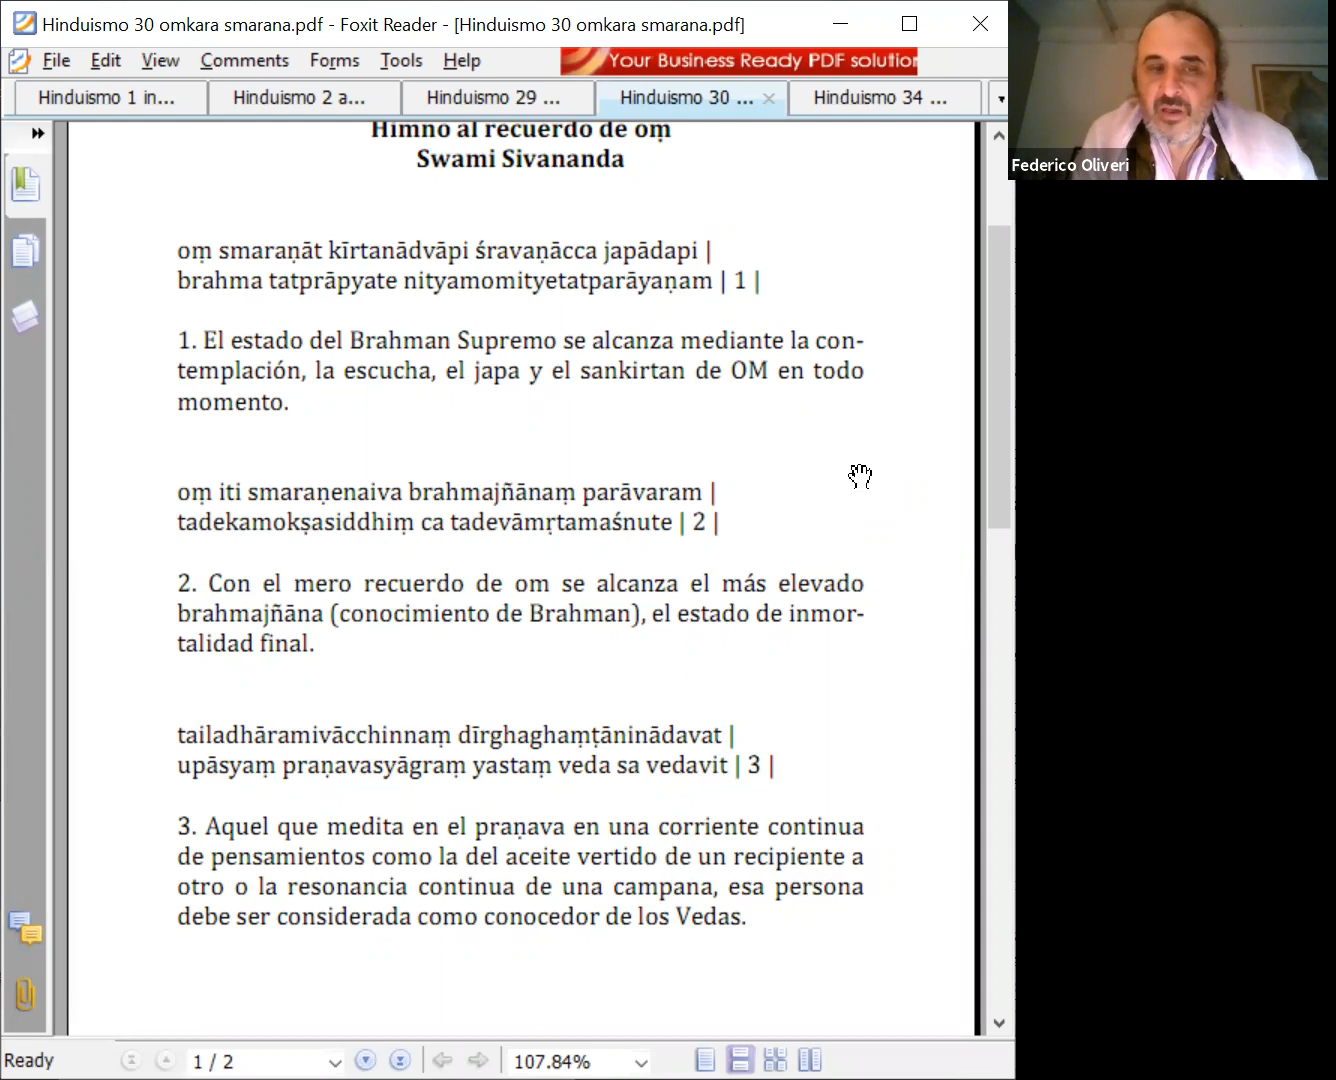 Hinduismo 30 omkara smarana.pdf - Foxit Reader - [Hinduismo 30 omkara smarana.pdf]
File Edit View Comments Forms Tools Help
Your Business Ready PDF solution
Hinduismo 1 in... Hinduismo 2 a... Hinduismo 29 ... Hinduismo 30 ... Hinduismo 34 ...
Federico Oliveri
Himno al recuerdo de oṃ
Swami Sivananda
oṃ smaraṇāt kīrtanādvāpi śravaṇācca japādapi |
brahma tatprāpyate nityamomityetatparāyaṇam | 1 |
1. El estado del Brahman Supremo se alcanza mediante la con-
templación, la escucha, el japa y el sankirtan de OM en todo
momento.
oṃ iti smaraṇenaiva brahmajñānaṃ parāvaram |
tadekamokṣasiddhiṃ ca tadevāmṛtamaśnute | 2 |
2. Con el mero recuerdo de om se alcanza el más elevado
brahmajñāna (conocimiento de Brahman), el estado de inmor-
talidad final.
tailadhāramivācchinnaṃ dīrghaghaṃṭāninādavat |
upāsyaṃ praṇavasyāgraṃ yastaṃ veda sa vedavit | 3 |
3. Aquel que medita en el praṇava en una corriente continua
de pensamientos como la del aceite vertido de un recipiente a
otro o la resonancia continua de una campana, esa persona
debe ser considerada como conocedor de los Vedas.
Ready 1 / 2 107.84%